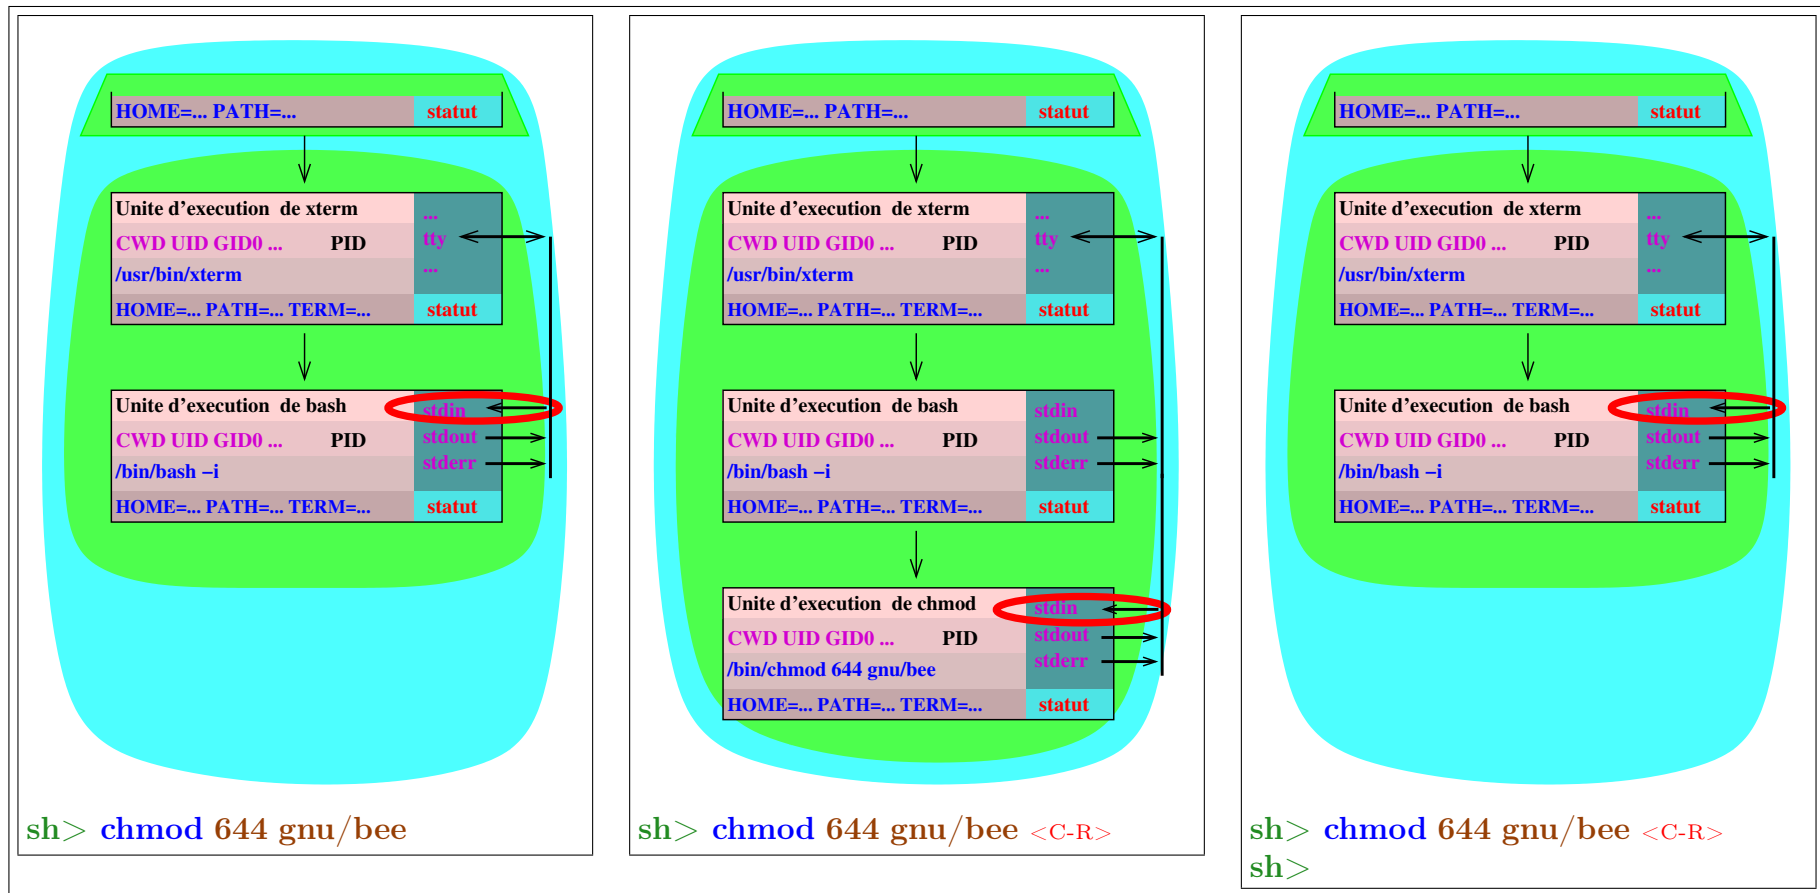 HOME=... PATH=... statut
Unite d'execution de xterm ...
CWD UID GID0 ... PID tty
/usr/bin/xterm ...
HOME=... PATH=... TERM=... statut
Unite d'execution de bash stdin
CWD UID GID0 ... PID stdout
/bin/bash –i stderr
HOME=... PATH=... TERM=... statut
sh> chmod 644 gnu/bee
HOME=... PATH=... statut
Unite d'execution de xterm ...
CWD UID GID0 ... PID tty
/usr/bin/xterm ...
HOME=... PATH=... TERM=... statut
Unite d'execution de bash stdin
CWD UID GID0 ... PID stdout
/bin/bash –i stderr
HOME=... PATH=... TERM=... statut
Unite d'execution de chmod stdin
CWD UID GID0 ... PID stdout
/bin/chmod 644 gnu/bee stderr
HOME=... PATH=... TERM=... statut
sh> chmod 644 gnu/bee <C-R>
HOME=... PATH=... statut
Unite d'execution de xterm ...
CWD UID GID0 ... PID tty
/usr/bin/xterm ...
HOME=... PATH=... TERM=... statut
Unite d'execution de bash stdin
CWD UID GID0 ... PID stdout
/bin/bash –i stderr
HOME=... PATH=... TERM=... statut
sh> chmod 644 gnu/bee <C-R>
sh>